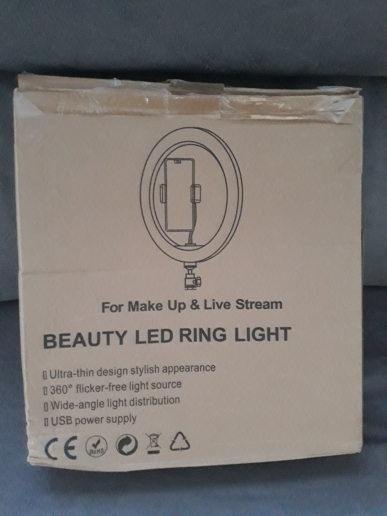 For Make Up & Live Stream
BEAUTY LED RING LIGHT
▯ Ultra-thin design stylish appearance
▯ 360° flicker-free light source
▯ Wide-angle light distribution
▯ USB power supply
CE RoHS